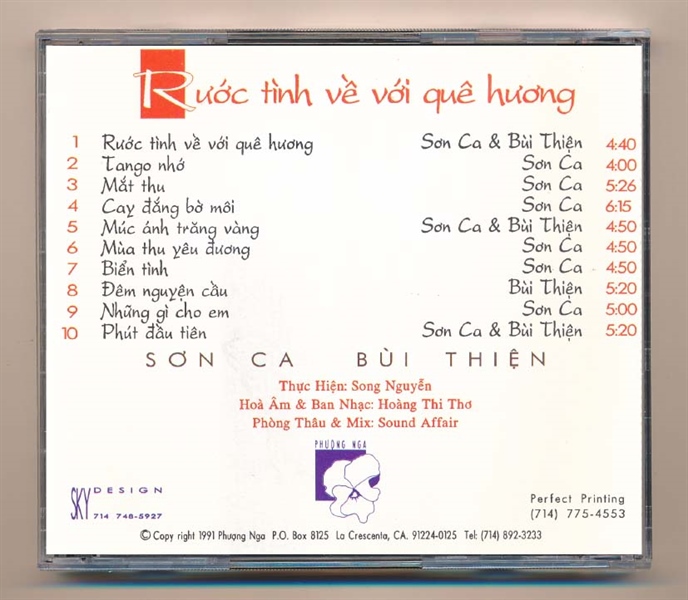 Rước tình về với quê hương
1 Rước tình về với quê hương Sơn Ca & Bùi Thiện 4:40
2 Tango nhớ Sơn Ca 4:00
3 Mắt thu Sơn Ca 5:26
4 Cay đắng bờ môi Sơn Ca 6:15
5 Múc ánh trăng vàng Sơn Ca & Bùi Thiện 4:50
6 Mùa thu yêu đương Sơn Ca 4:50
7 Biển tình Sơn Ca 4:50
8 Đêm nguyện cầu Bùi Thiện 5:20
9 Những gì cho em Sơn Ca 5:00
10 Phút đầu tiên Sơn Ca & Bùi Thiện 5:20
SƠN CA BÙI THIỆN
Thực Hiện: Song Nguyễn
Hoà Âm & Ban Nhạc: Hoàng Thi Thơ
Phòng Thâu & Mix: Sound Affair
PHƯỢNG NGA
SKY DESIGN
714 748-5927
Perfect Printing
(714) 775-4553
© Copy right 1991 Phượng Nga P.O. Box 8125 La Crescenta, CA. 91224-0125 Tel: (714) 892-3233